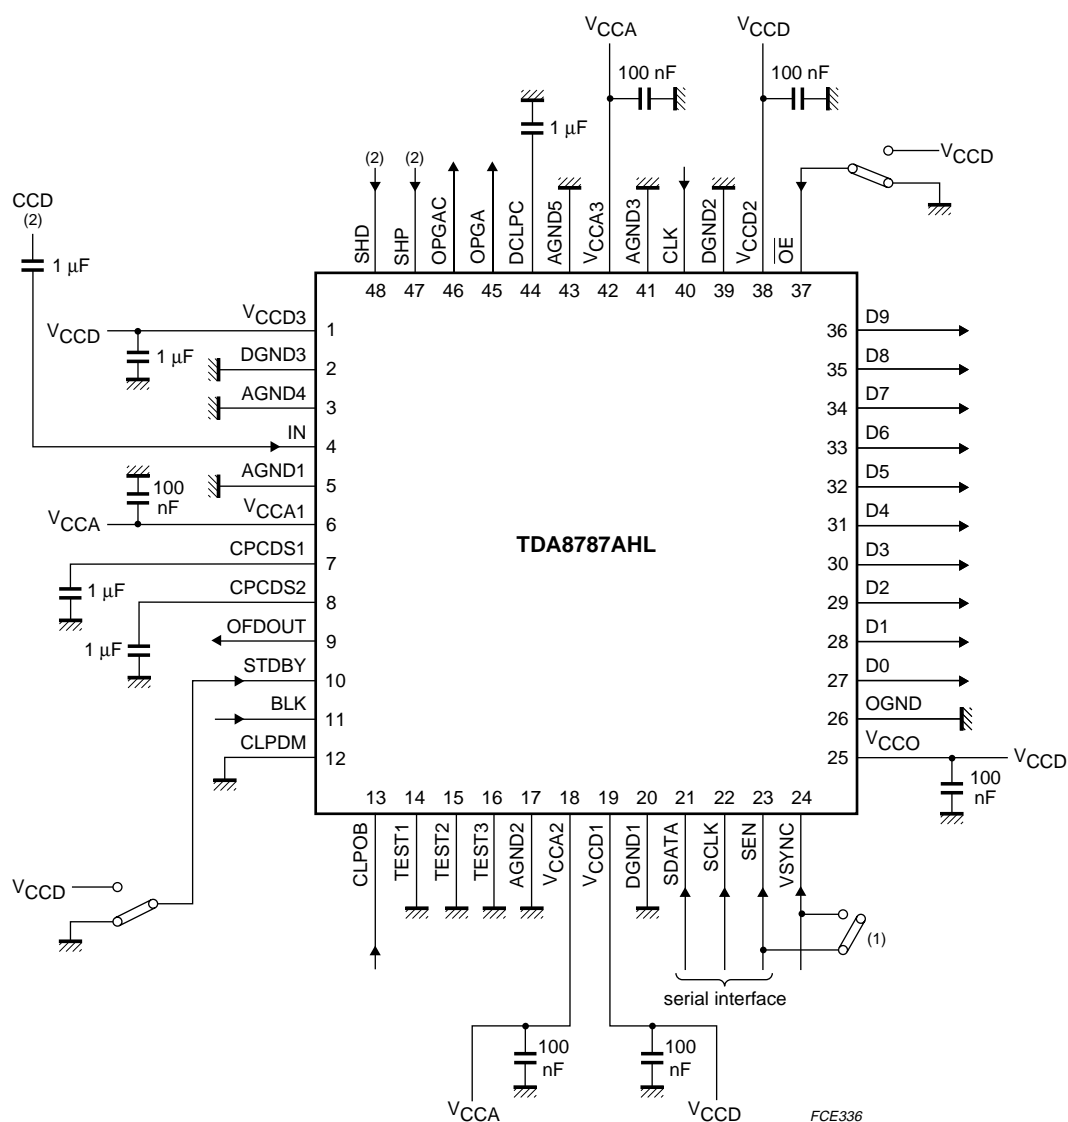 VCCA
VCCD
100 nF
100 nF
1 μF
VCCD
(2)
(2)
CCD
(2)
1 μF
SHD
SHP
OPGAC
OPGA
DCLPC
AGND5
VCCA3
AGND3
CLK
DGND2
VCCD2
OE
48
47
46
45
44
43
42
41
40
39
38
37
VCCD
VCCD3
1
1 μF
DGND3
2
AGND4
3
IN
4
AGND1
5
100
nF
VCCA
VCCA1
6
CPCDS1
7
1 μF
CPCDS2
8
1 μF
OFDOUT
9
STDBY
10
BLK
11
CLPDM
12
TDA8787AHL
36
D9
35
D8
34
D7
33
D6
32
D5
31
D4
30
D3
29
D2
28
D1
27
D0
26
OGND
25
VCCO
VCCD
100
nF
13
14
15
16
17
18
19
20
21
22
23
24
CLPOB
TEST1
TEST2
TEST3
AGND2
VCCA2
VCCD1
DGND1
SDATA
SCLK
SEN
VSYNC
VCCD
(1)
serial interface
100
nF
100
nF
VCCA
VCCD
FCE336